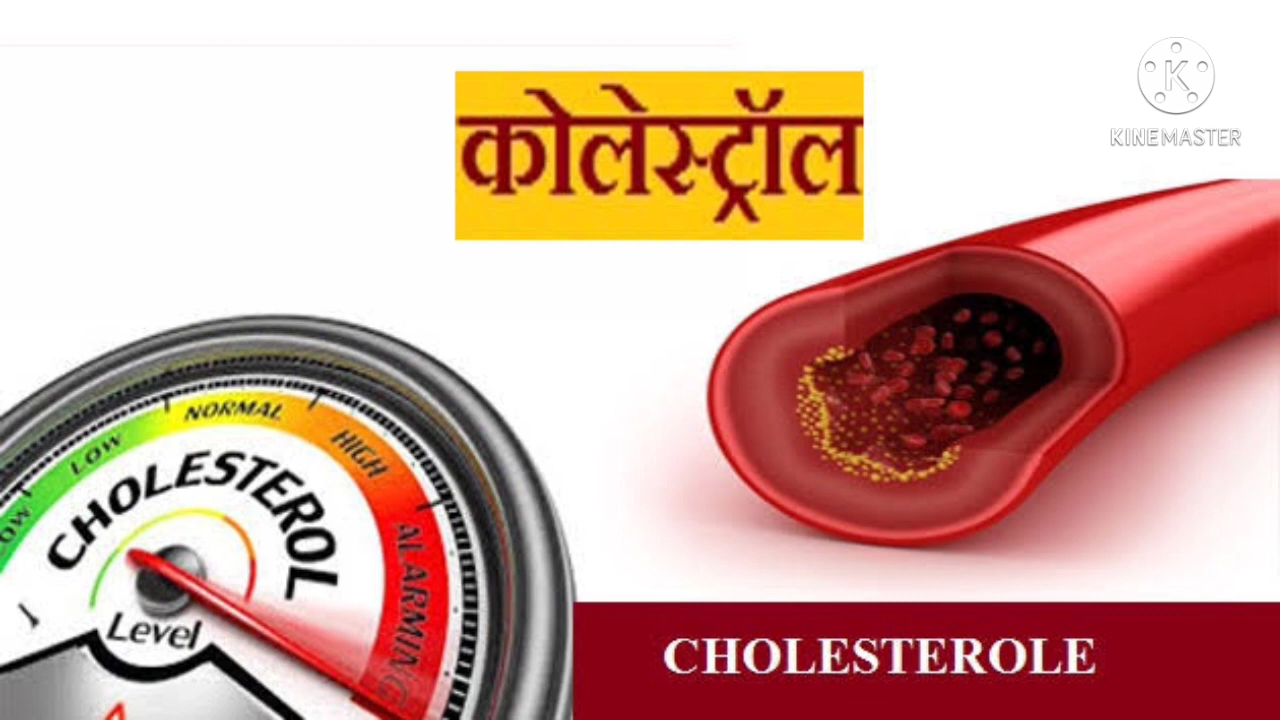 कोलेस्ट्रॉल
KINEMASTER
LOW
NORMAL
HIGH
ALARMING
CHOLESTEROL
Level
CHOLESTEROLE